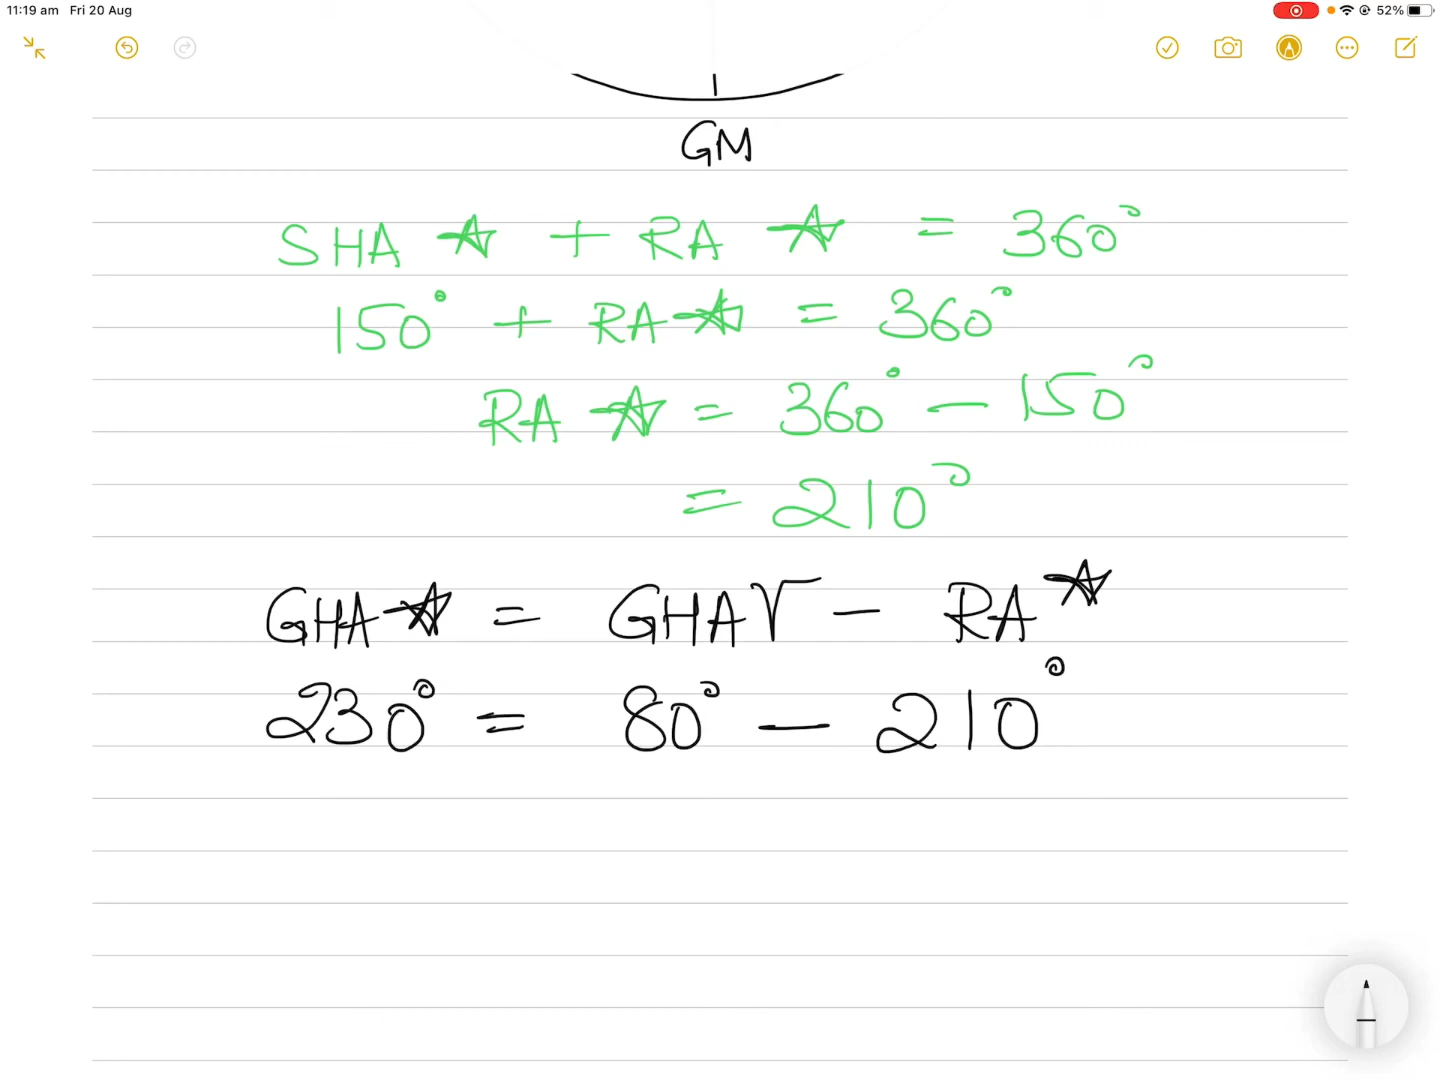 11:19 am Fri 20 Aug 52%
GM
SHA ☆ + RA ☆ = 360°
150° + RA ☆ = 360°
RA ☆ = 360° - 150°
= 210°
GHA ☆ = GHA♈ - RA ☆
230° = 80° - 210°